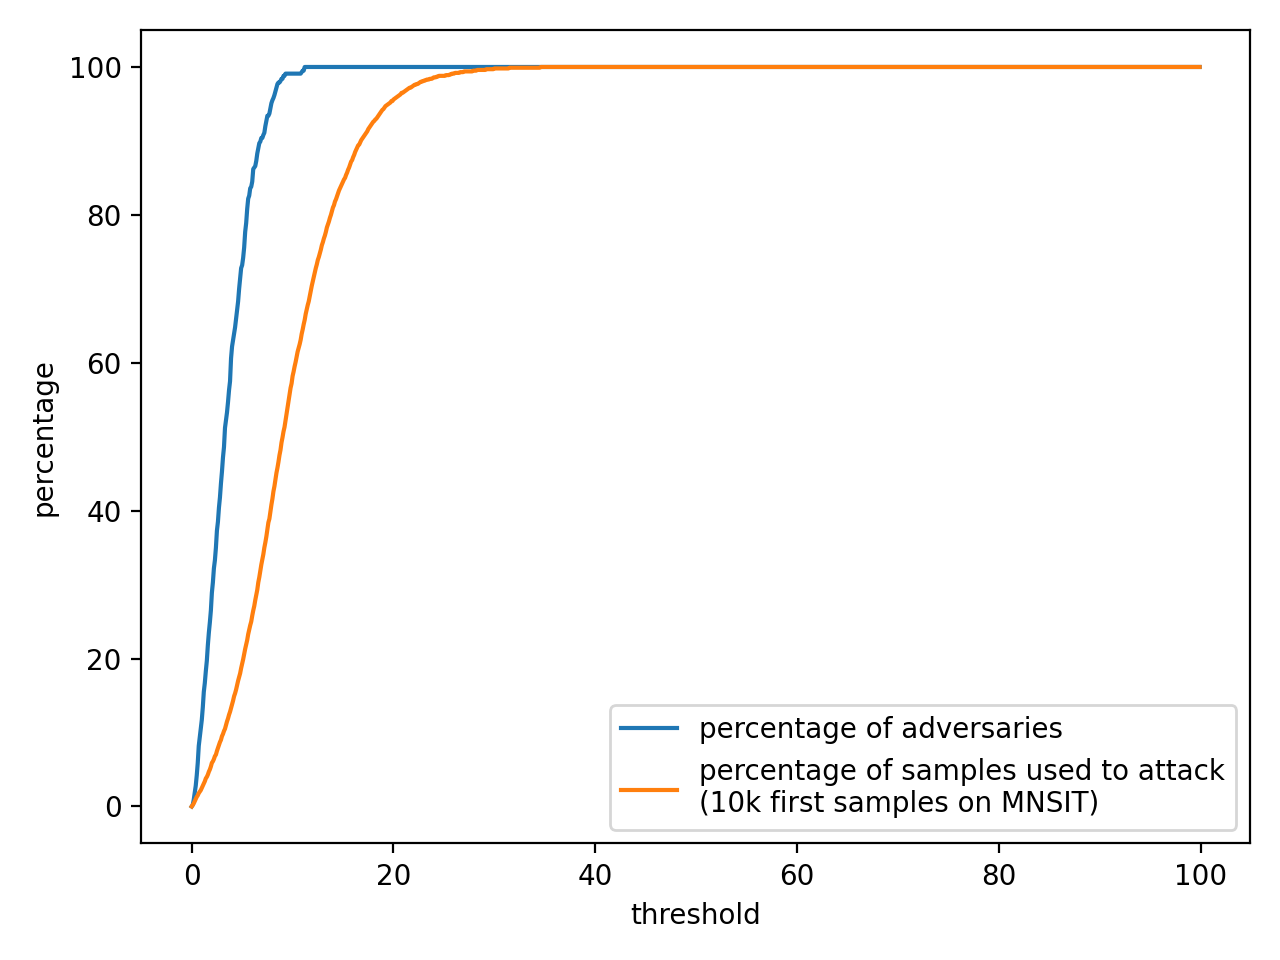 100
80
60
40
20
0
percentage
percentage of adversaries
percentage of samples used to attack
(10k first samples on MNSIT)
0 20 40 60 80 100
threshold